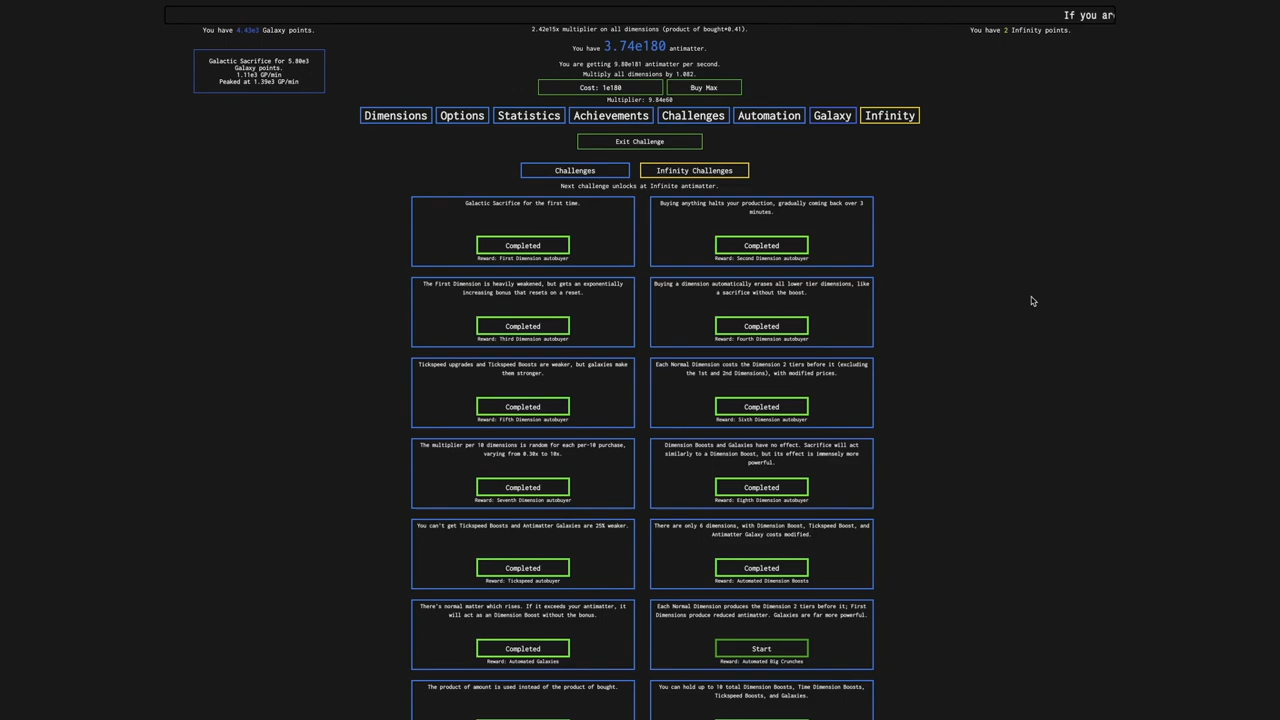 If you ar
You have 4.43e3 Galaxy points.
2.42e15x multiplier on all dimensions (product of bought*0.41).
You have 2 Infinity points.
You have 3.74e180 antimatter.
Galactic Sacrifice for 5.80e3
Galaxy points.
1.11e3 GP/min
Peaked at 1.39e3 GP/min
You are getting 9.80e181 antimatter per second.
Multiply all dimensions by 1.082.
Cost: 1e180
Buy Max
Multiplier: 9.84e60
Dimensions
Options
Statistics
Achievements
Challenges
Automation
Galaxy
Infinity
Exit Challenge
Challenges
Infinity Challenges
Next challenge unlocks at Infinite antimatter.
Galactic Sacrifice for the first time.
Completed
Reward: First Dimension autobuyer
Buying anything halts your production, gradually coming back over 3
minutes.
Completed
Reward: Second Dimension autobuyer
The First Dimension is heavily weakened, but gets an exponentially
increasing bonus that resets on a reset.
Completed
Reward: Third Dimension autobuyer
Buying a dimension automatically erases all lower tier dimensions, like
a sacrifice without the boost.
Completed
Reward: Fourth Dimension autobuyer
Tickspeed upgrades and Tickspeed Boosts are weaker, but galaxies make
them stronger.
Completed
Reward: Fifth Dimension autobuyer
Each Normal Dimension costs the Dimension 2 tiers before it (excluding
the 1st and 2nd Dimensions), with modified prices.
Completed
Reward: Sixth Dimension autobuyer
The multiplier per 10 dimensions is random for each per-10 purchase,
varying from 0.30x to 10x.
Completed
Reward: Seventh Dimension autobuyer
Dimension Boosts and Galaxies have no effect. Sacrifice will act
similarly to a Dimension Boost, but its effect is immensely more
powerful.
Completed
Reward: Eighth Dimension autobuyer
You can't get Tickspeed Boosts and Antimatter Galaxies are 25% weaker.
Completed
Reward: Tickspeed autobuyer
There are only 6 dimensions, with Dimension Boost, Tickspeed Boost, and
Antimatter Galaxy costs modified.
Completed
Reward: Automated Dimension Boosts
There's normal matter which rises. If it exceeds your antimatter, it
will act as an Dimension Boost without the bonus.
Completed
Reward: Automated Galaxies
Each Normal Dimension produces the Dimension 2 tiers before it; First
Dimensions produce reduced antimatter. Galaxies are far more powerful.
Start
Reward: Automated Big Crunches
The product of amount is used instead of the product of bought.
You can hold up to 10 total Dimension Boosts, Time Dimension Boosts,
Tickspeed Boosts, and Galaxies.